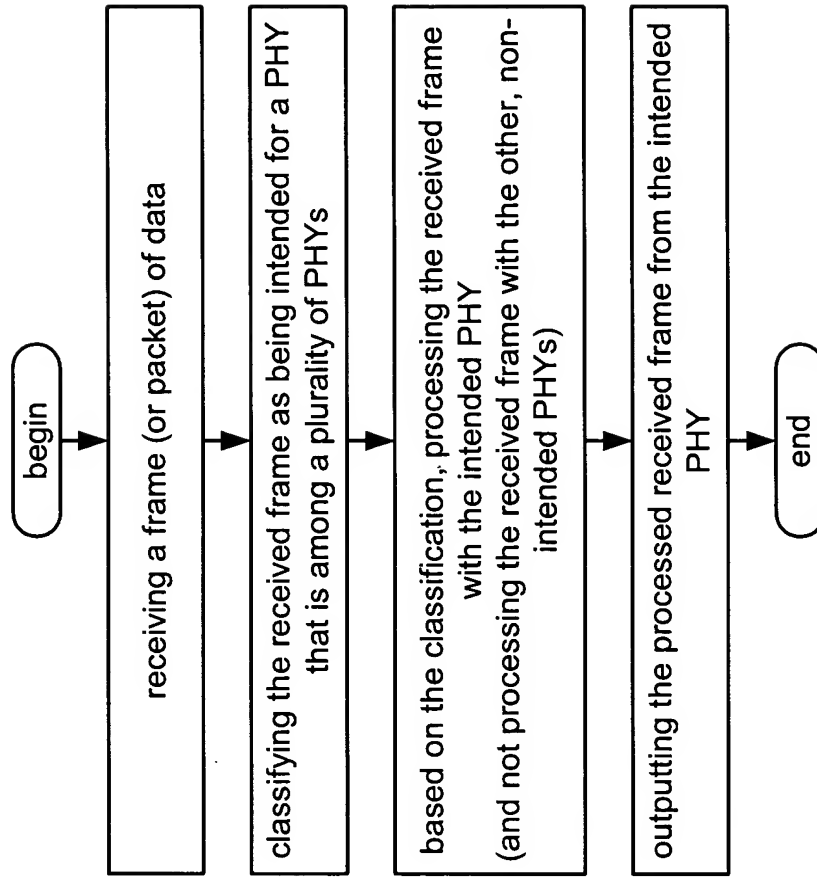 begin
receiving a frame (or packet) of data
classifying the received frame as being intended for a PHY
that is among a plurality of PHYs
based on the classification, processing the received frame
with the intended PHY
(and not processing the received frame with the other, non-
intended PHYs)
outputting the processed received frame from the intended
PHY
end